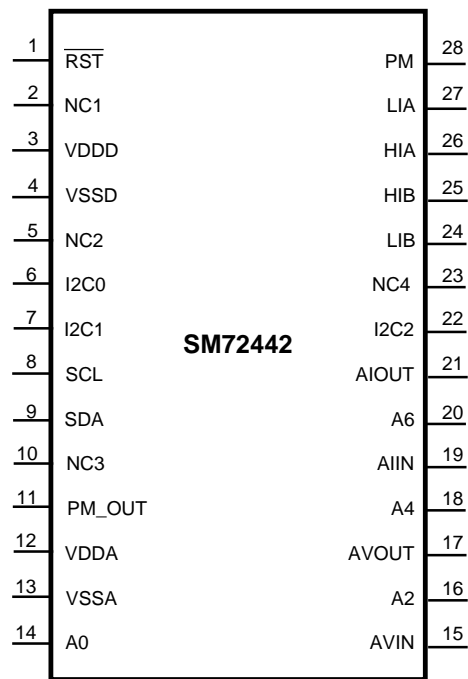 1 RST PM 28
2 NC1 LIA 27
3 VDDD HIA 26
4 VSSD HIB 25
5 NC2 LIB 24
6 I2C0 NC4 23
7 I2C1 I2C2 22
SM72442
8 SCL AIOUT 21
9 SDA A6 20
10 NC3 AIIN 19
11 PM_OUT A4 18
12 VDDA AVOUT 17
13 VSSA A2 16
14 A0 AVIN 15